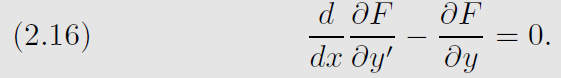 (2.16) d/dx ∂F/∂y′ − ∂F/∂y = 0.